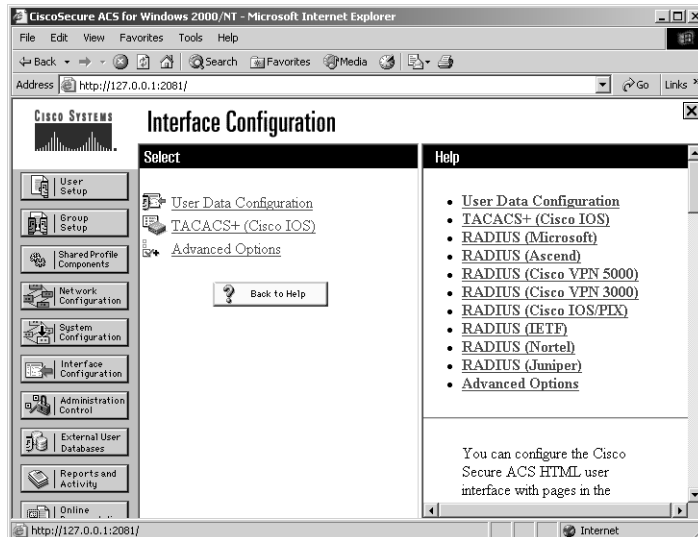 CiscoSecure ACS for Windows 2000/NT - Microsoft Internet Explorer
File Edit View Favorites Tools Help
Back Search Favorites Media
Address http://127.0.0.1:2081/ Go Links »
CISCO SYSTEMS
Interface Configuration
Select
User Data Configuration
TACACS+ (Cisco IOS)
Advanced Options
Back to Help
User Setup
Group Setup
Shared Profile Components
Network Configuration
System Configuration
Interface Configuration
Administration Control
External User Databases
Reports and Activity
Online
Help
User Data Configuration
TACACS+ (Cisco IOS)
RADIUS (Microsoft)
RADIUS (Ascend)
RADIUS (Cisco VPN 5000)
RADIUS (Cisco VPN 3000)
RADIUS (Cisco IOS/PIX)
RADIUS (IETF)
RADIUS (Nortel)
RADIUS (Juniper)
Advanced Options
You can configure the Cisco
Secure ACS HTML user
interface with pages in the
http://127.0.0.1:2081/ Internet